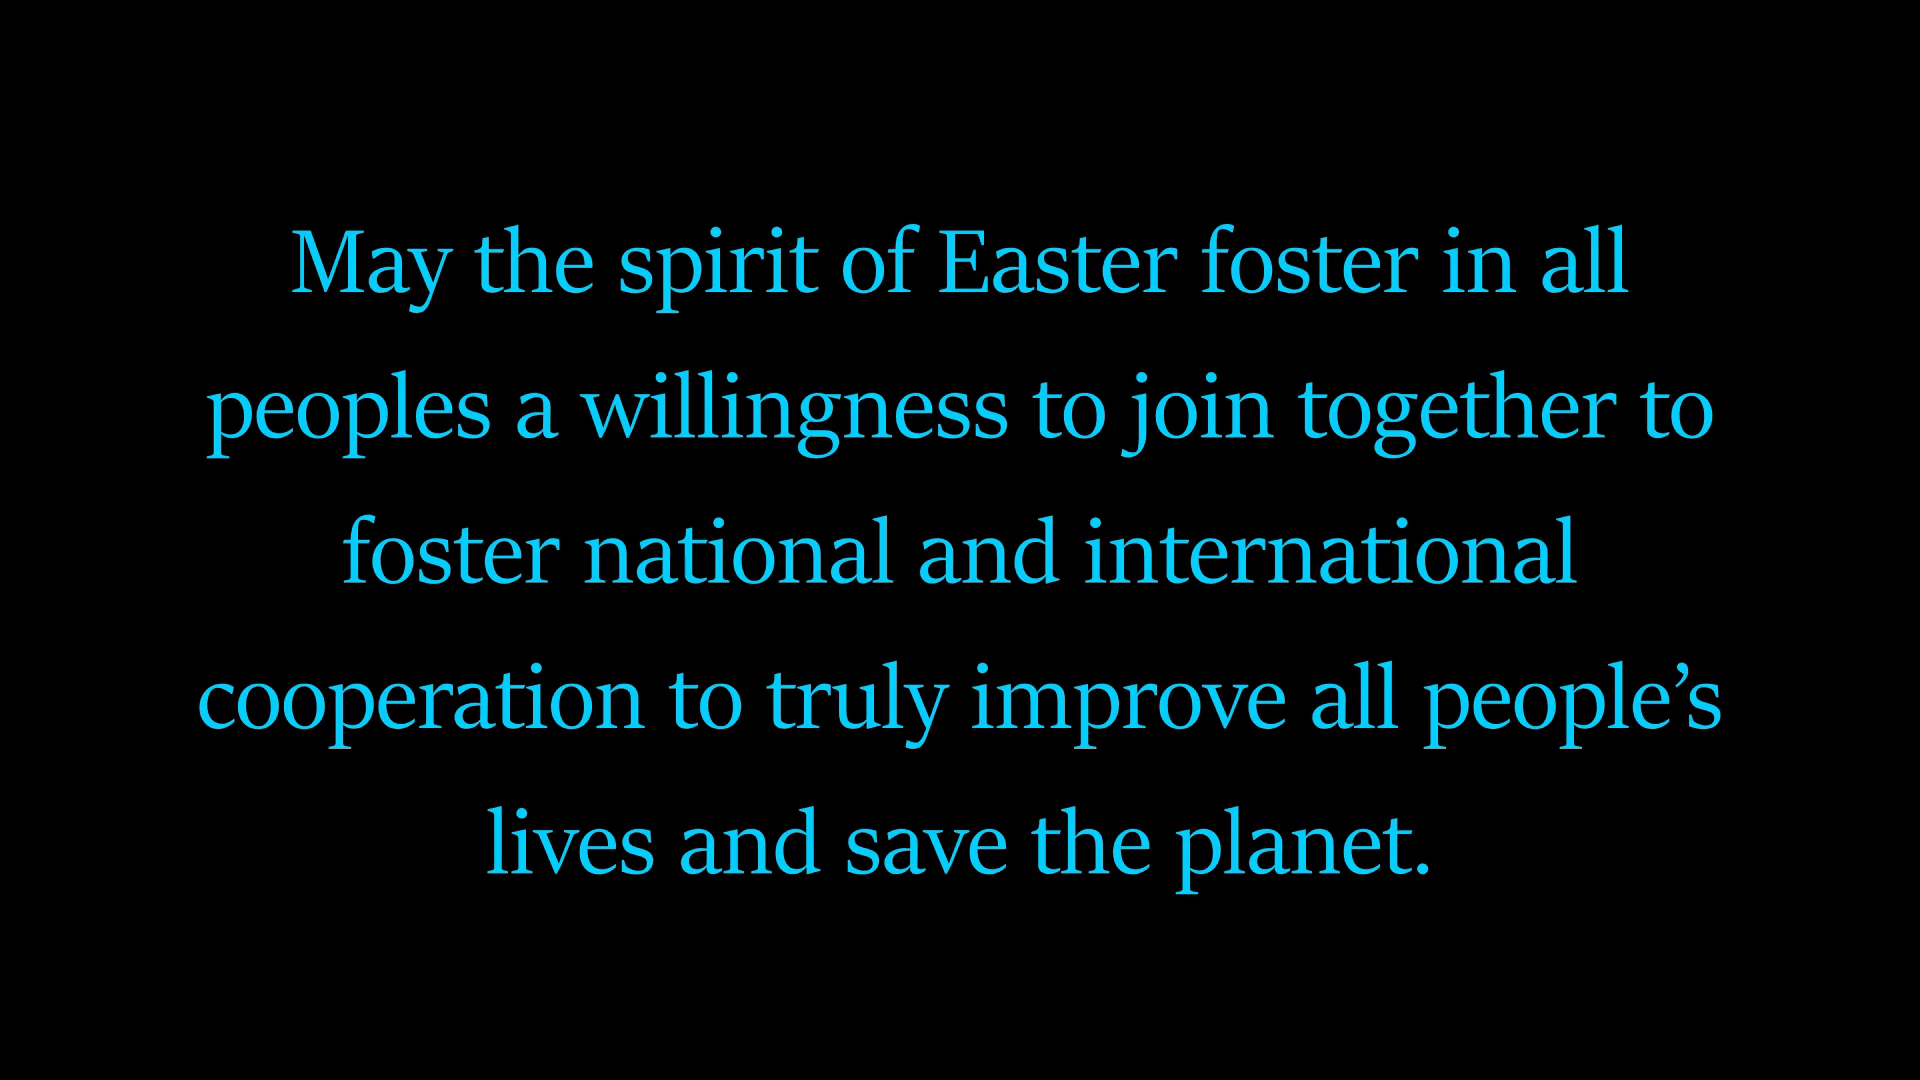 May the spirit of Easter foster in all
peoples a willingness to join together to
foster national and international
cooperation to truly improve all people’s
lives and save the planet.